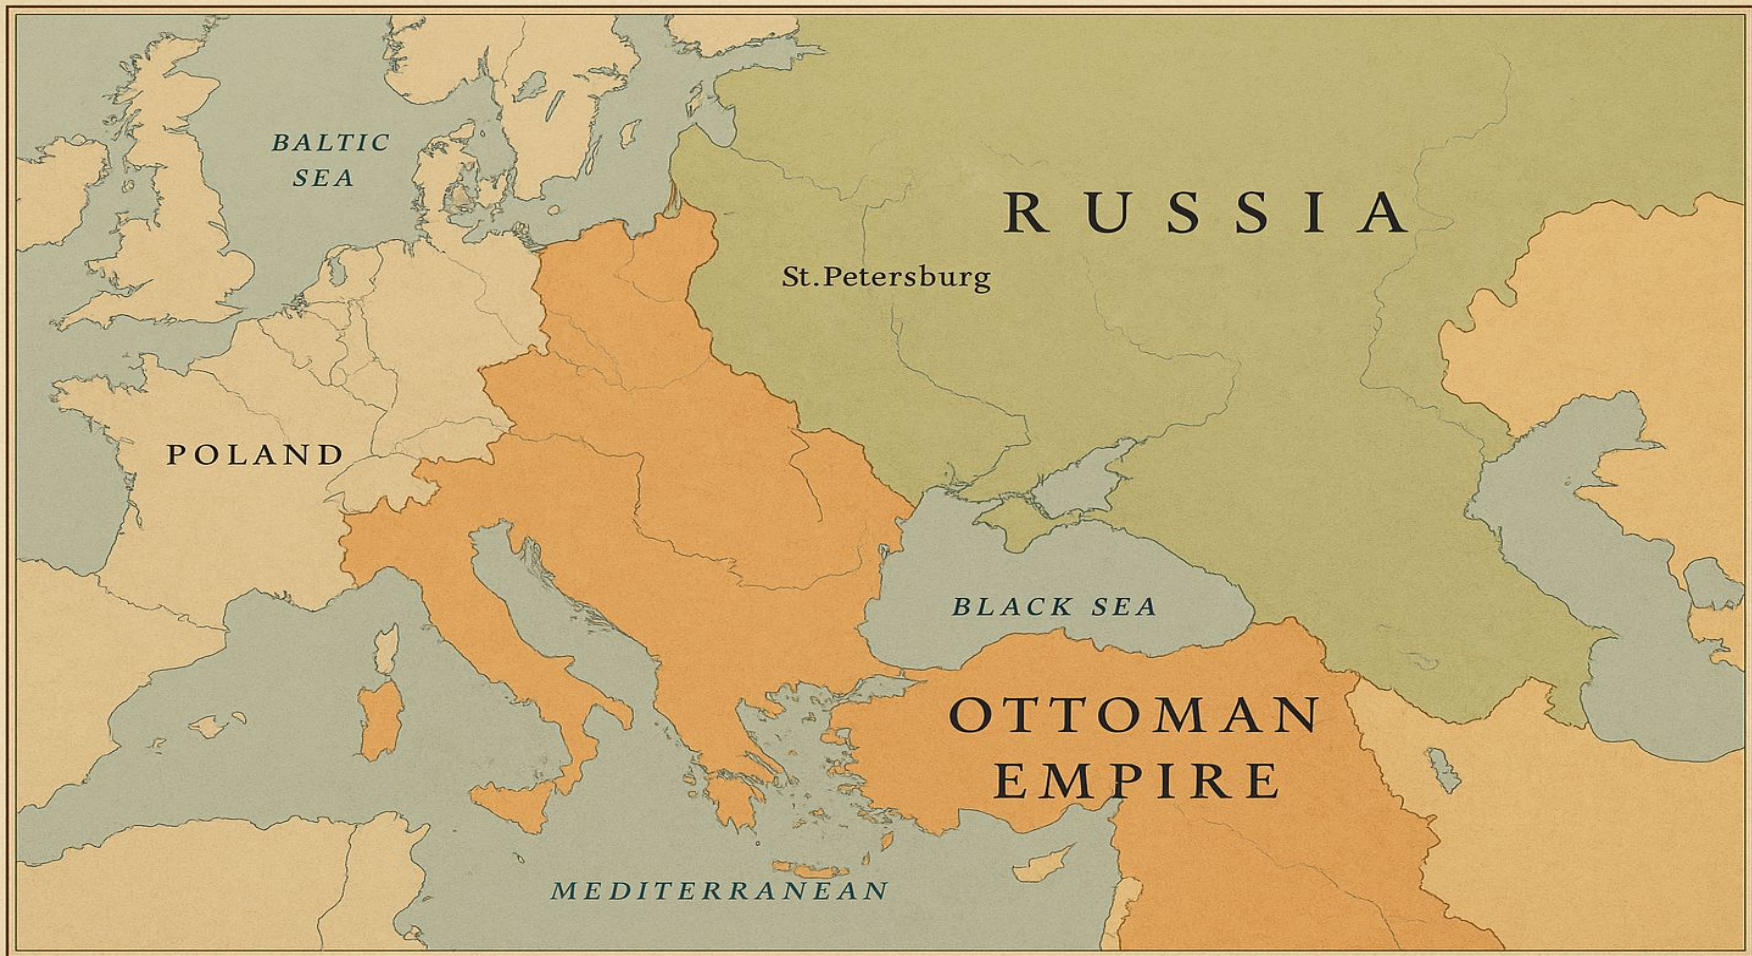 BALTIC
SEA
RUSSIA
St.Petersburg
POLAND
BLACK SEA
OTTOMAN
EMPIRE
MEDITERRANEAN